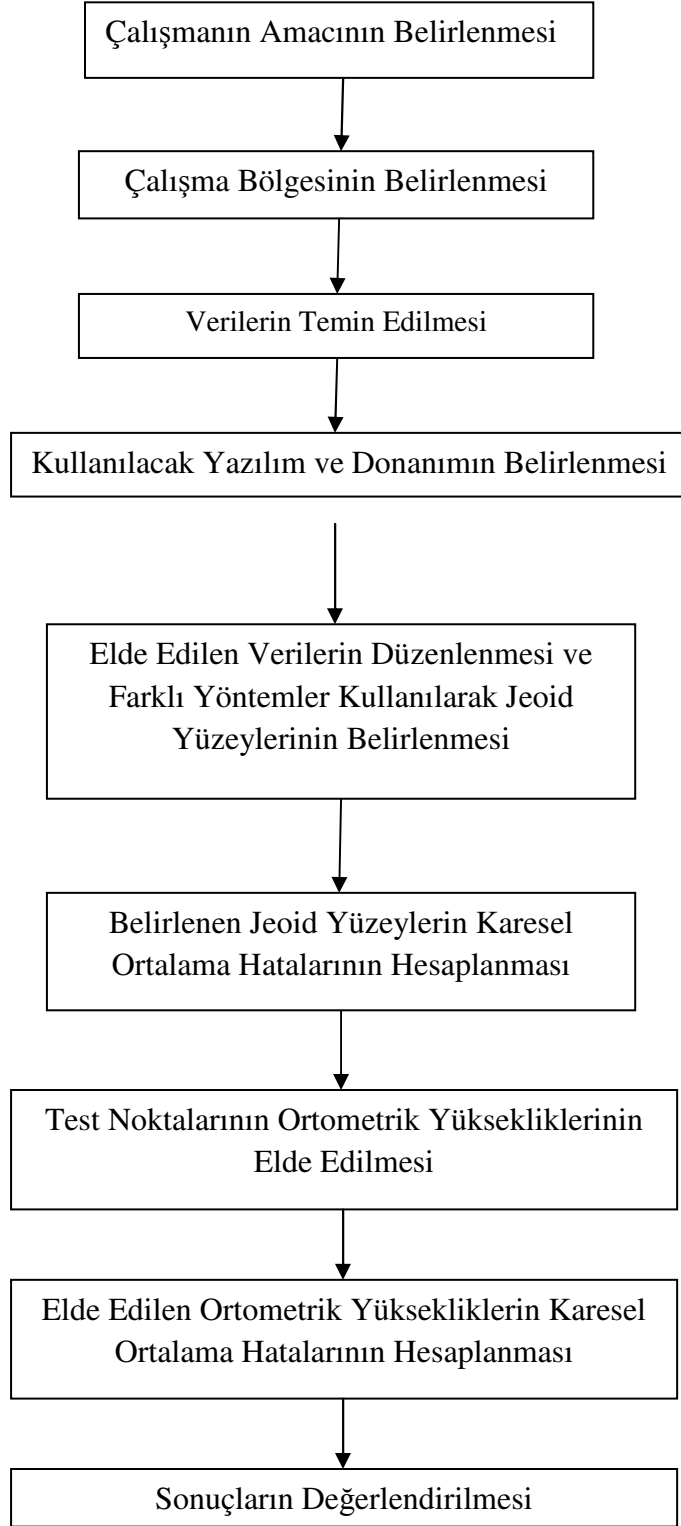 Çalışmanın Amacının Belirlenmesi
Çalışma Bölgesinin Belirlenmesi
Verilerin Temin Edilmesi
Kullanılacak Yazılım ve Donanımın Belirlenmesi
Elde Edilen Verilerin Düzenlenmesi ve
Farklı Yöntemler Kullanılarak Jeoid
Yüzeylerinin Belirlenmesi
Belirlenen Jeoid Yüzeylerin Karesel
Ortalama Hatalarının Hesaplanması
Test Noktalarının Ortometrik Yüksekliklerinin
Elde Edilmesi
Elde Edilen Ortometrik Yüksekliklerin Karesel
Ortalama Hatalarının Hesaplanması
Sonuçların Değerlendirilmesi